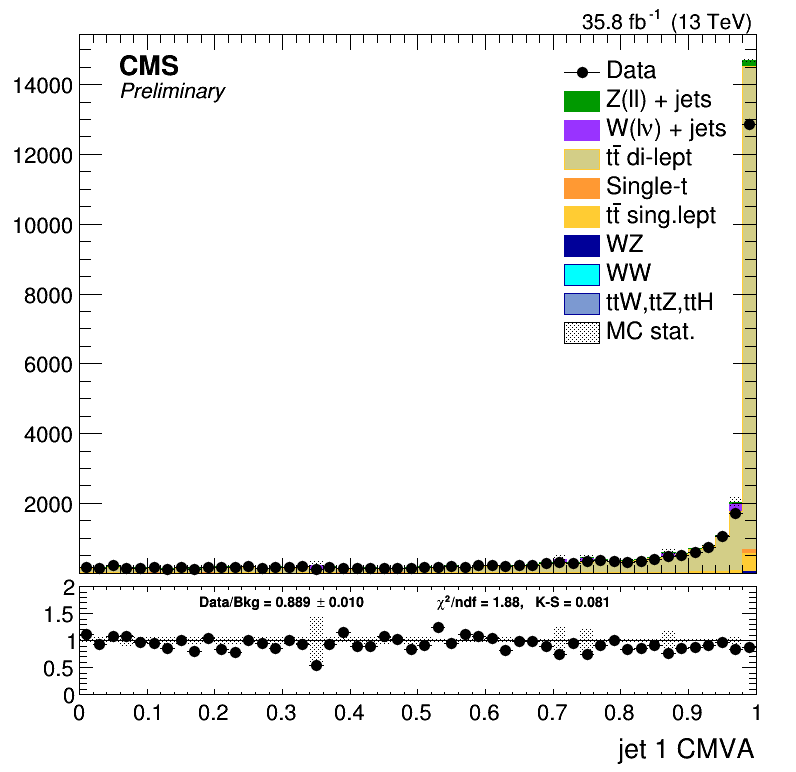 35.8 fb⁻¹ (13 TeV)
CMS
Preliminary
Data
Z(ll) + jets
W(lν) + jets
tt̄ di-lept
Single-t
tt̄ sing.lept
WZ
WW
ttW,ttZ,ttH
MC stat.
14000
12000
10000
8000
6000
4000
2000
Data/Bkg = 0.889 ± 0.010 χ²/ndf = 1.88, K-S = 0.081
2
1.5
1
0.5
0
0 0.1 0.2 0.3 0.4 0.5 0.6 0.7 0.8 0.9 1
jet 1 CMVA